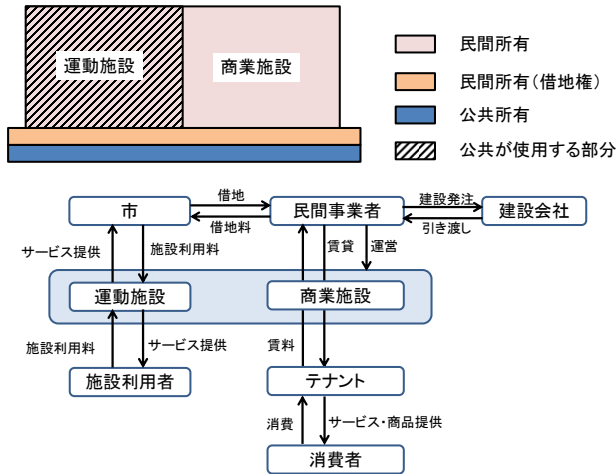 運動施設
商業施設
民間所有
民間所有(借地権)
公共所有
公共が使用する部分
市
借地
借地料
民間事業者
建設発注
引き渡し
建設会社
サービス提供
施設利用料
賃貸
運営
運動施設
商業施設
施設利用料
サービス提供
賃料
施設利用者
テナント
消費
サービス・商品提供
消費者